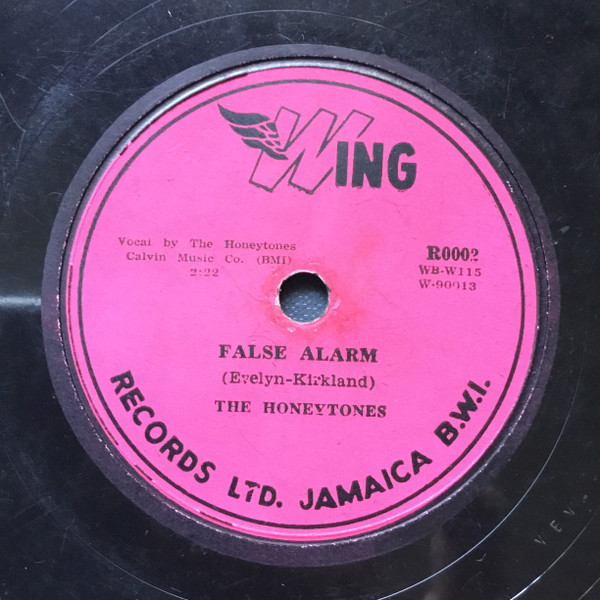 WING
Vocal by The Honeytones
Calvin Music Co. (BMI)
2:22
R0002
WB-W115
W-90013
FALSE ALARM
(Evelyn-Kirkland)
THE HONEYTONES
RECORDS LTD. JAMAICA B.W.I.